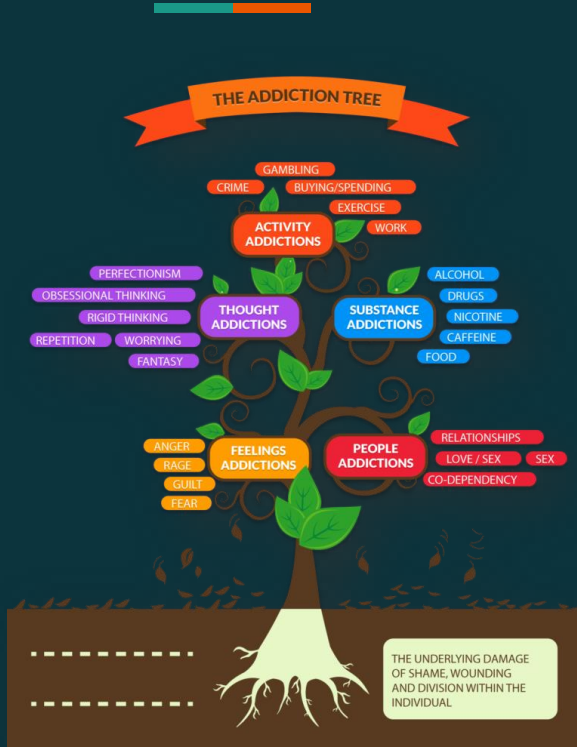 THE ADDICTION TREE
GAMBLING
CRIME
BUYING/SPENDING
EXERCISE
WORK
ACTIVITY
ADDICTIONS
PERFECTIONISM
OBSESSIONAL THINKING
RIGID THINKING
REPETITION
WORRYING
FANTASY
THOUGHT
ADDICTIONS
SUBSTANCE
ADDICTIONS
ALCOHOL
DRUGS
NICOTINE
CAFFEINE
FOOD
ANGER
RAGE
GUILT
FEAR
FEELINGS
ADDICTIONS
PEOPLE
ADDICTIONS
RELATIONSHIPS
LOVE / SEX
SEX
CO-DEPENDENCY
THE UNDERLYING DAMAGE
OF SHAME, WOUNDING
AND DIVISION WITHIN THE
INDIVIDUAL